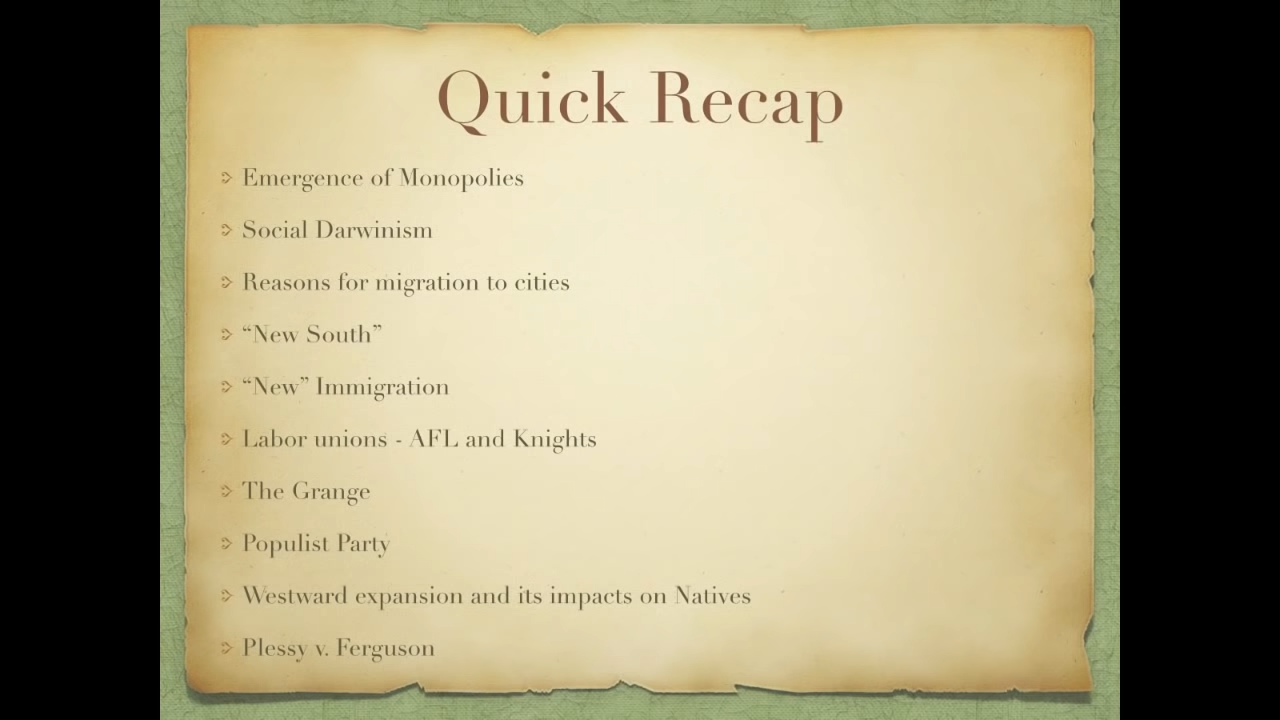 Quick Recap
Emergence of Monopolies
Social Darwinism
Reasons for migration to cities
“New South”
“New” Immigration
Labor unions - AFL and Knights
The Grange
Populist Party
Westward expansion and its impacts on Natives
Plessy v. Ferguson